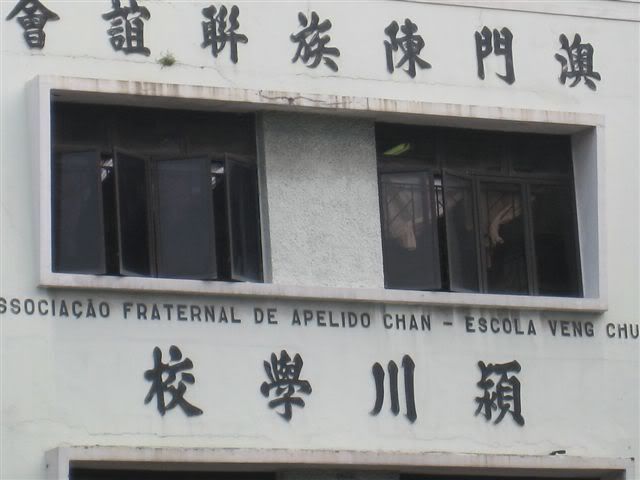 澳門陳族聯誼會
SSOCIAÇÃO FRATERNAL DE APELIDO CHAN – ESCOLA VENG CHU
潁川學校